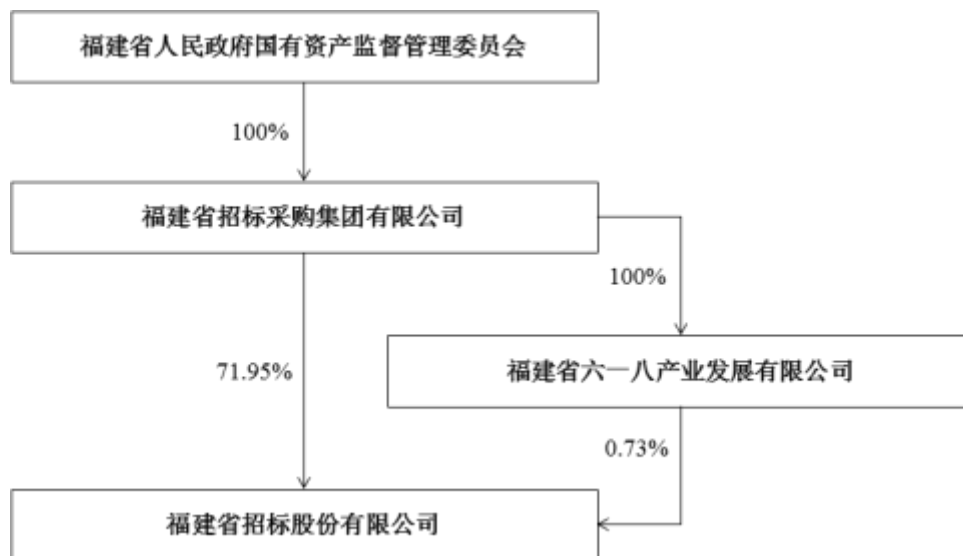 福建省人民政府国有资产监督管理委员会
100%
福建省招标采购集团有限公司
100%
71.95%
福建省六一八产业发展有限公司
0.73%
福建省招标股份有限公司